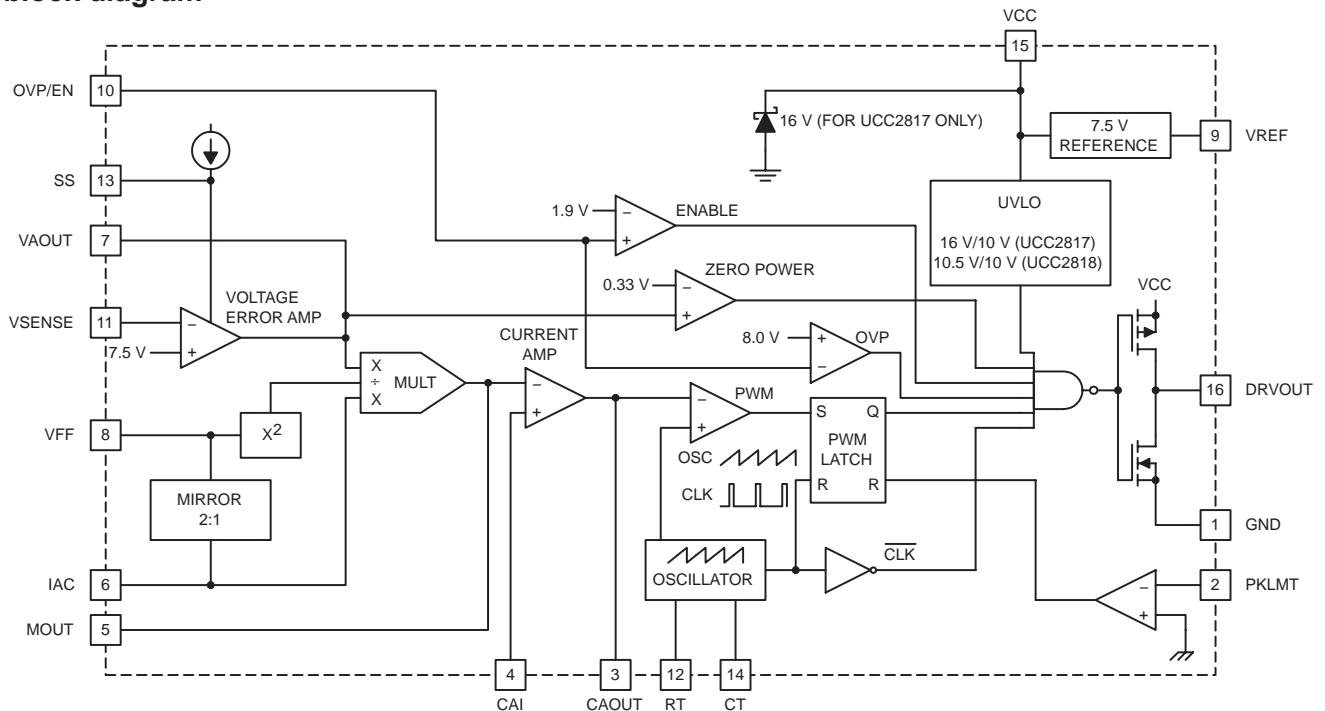 block diagram
VCC
15
OVP/EN 10
16 V (FOR UCC2817 ONLY)
7.5 V
REFERENCE
9 VREF
SS 13
1.9 V
−
+
ENABLE
UVLO
16 V/10 V (UCC2817)
10.5 V/10 V (UCC2818)
VAOUT 7
0.33 V
−
+
ZERO POWER
VCC
VSENSE 11
−
7.5 V
+
VOLTAGE
ERROR AMP
8.0 V
+
−
OVP
CURRENT
AMP
X
÷
X
MULT
−
+
−
+
PWM
16 DRVOUT
VFF 8
X2
S Q
PWM
LATCH
R R
OSC
CLK
MIRROR
2:1
1 GND
OSCILLATOR
CLK
IAC 6
−
+
2 PKLMT
MOUT 5
4
3
12
14
CAI
CAOUT
RT
CT